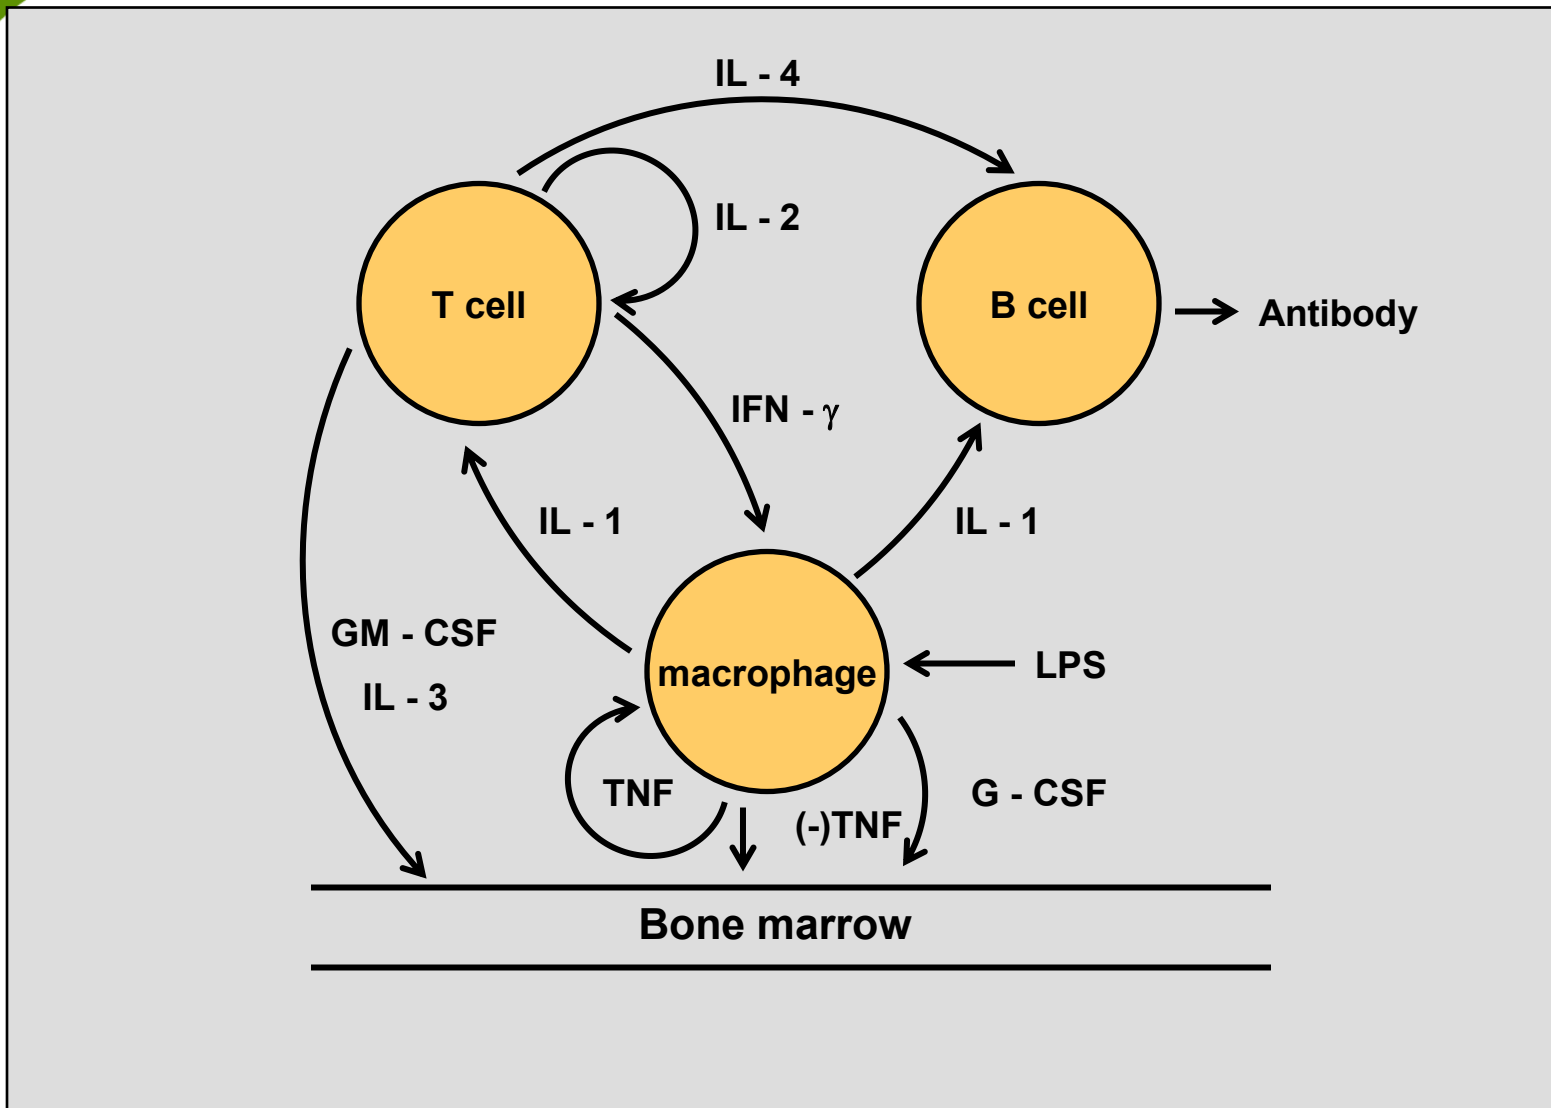 IL - 4
IL - 2
T cell
B cell
Antibody
IFN - γ
IL - 1
IL - 1
GM - CSF
IL - 3
macrophage
LPS
TNF
(-)TNF
G - CSF
Bone marrow